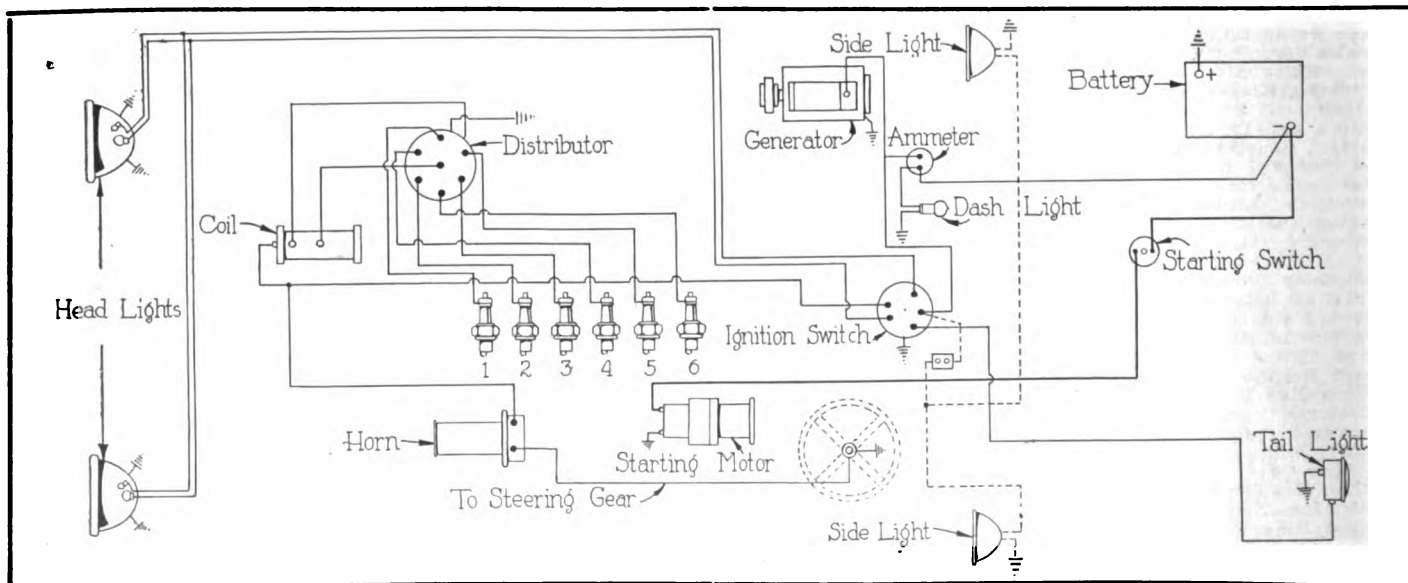 Side Light
Battery
+
-
Generator
Ammeter
Distributor
Dash Light
Coil
Starting Switch
Head Lights
Ignition Switch
1 2 3 4 5 6
Horn
Starting Motor
Tail Light
To Steering Gear
Side Light